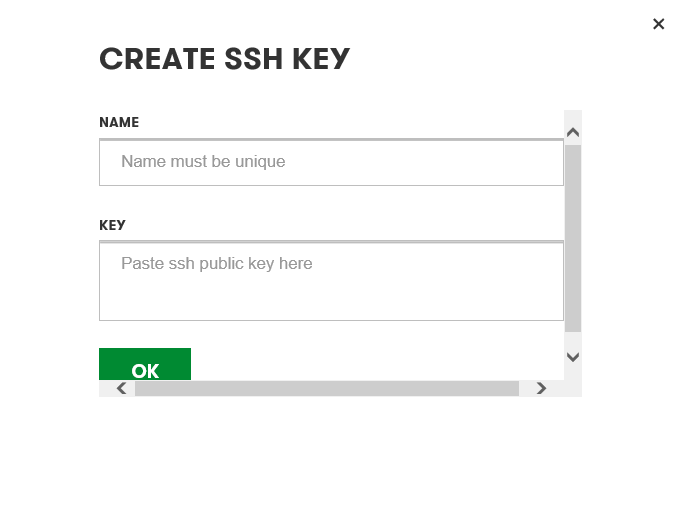 CREATE SSH KEY
NAME
Name must be unique
KEY
Paste ssh public key here
OK